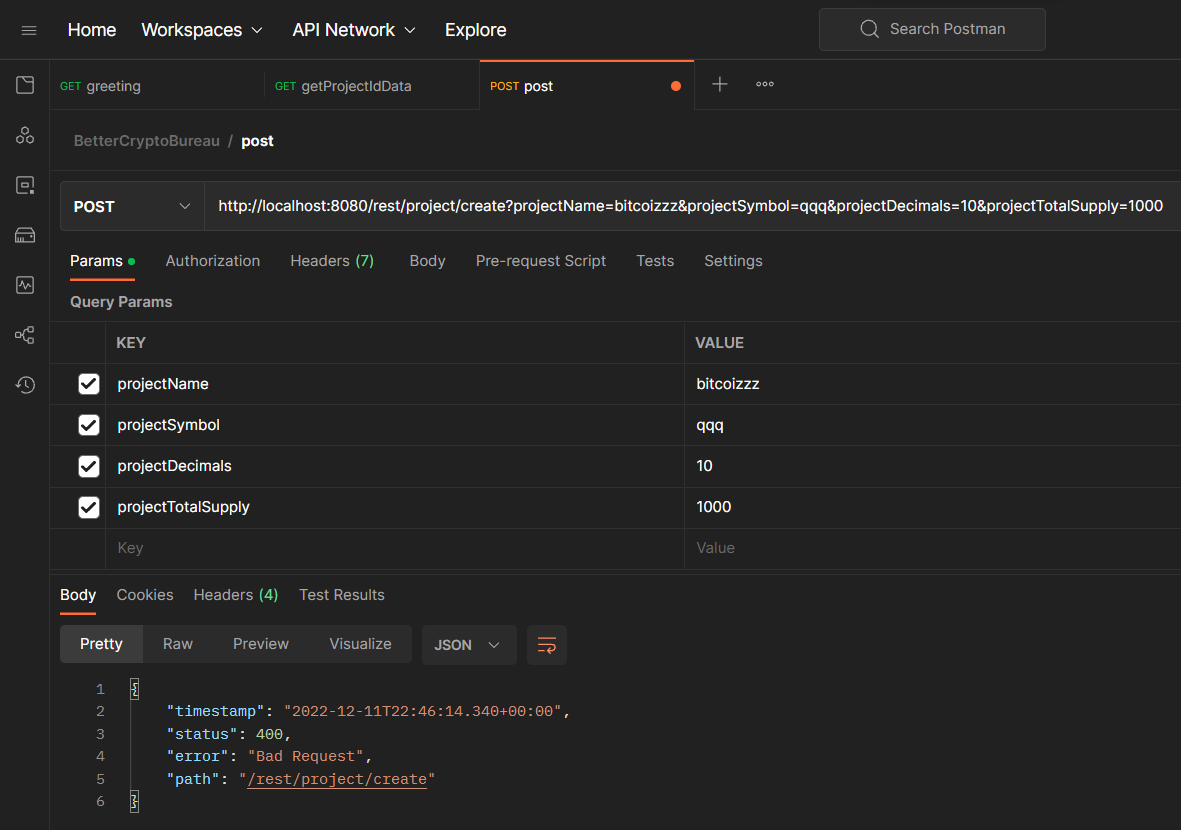 Home Workspaces API Network Explore Search Postman
GET greeting GET getProjectIdData POST post
BetterCryptoBureau / post
POST http://localhost:8080/rest/project/create?projectName=bitcoizzz&projectSymbol=qqq&projectDecimals=10&projectTotalSupply=1000
Params Authorization Headers (7) Body Pre-request Script Tests Settings
Query Params
KEY VALUE
projectName bitcoizzz
projectSymbol qqq
projectDecimals 10
projectTotalSupply 1000
Key Value
Body Cookies Headers (4) Test Results
Pretty Raw Preview Visualize JSON
1 {
2 "timestamp": "2022-12-11T22:46:14.340+00:00",
3 "status": 400,
4 "error": "Bad Request",
5 "path": "/rest/project/create"
6 }